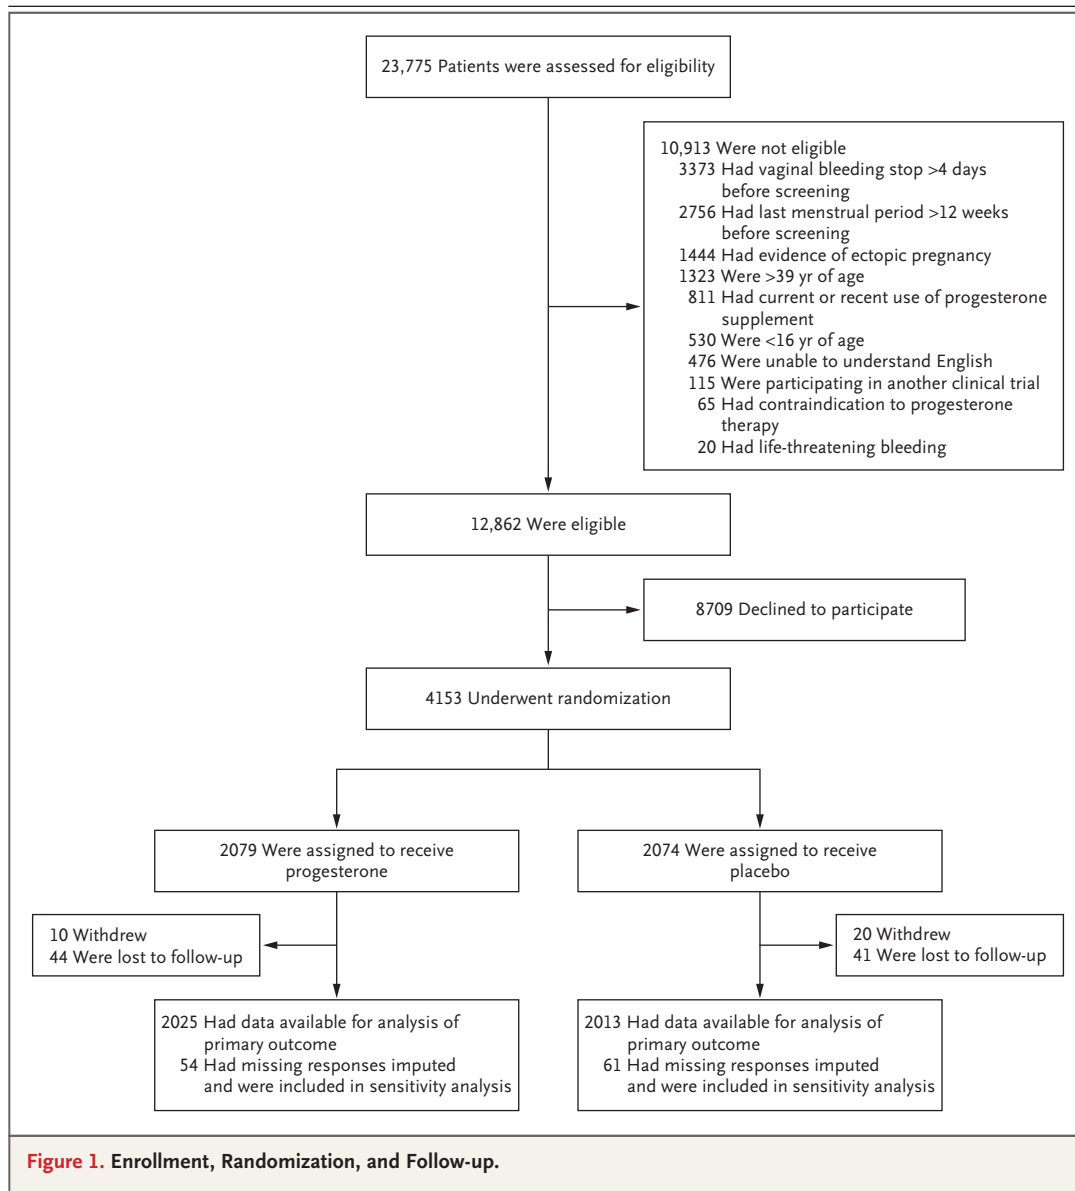 23,775 Patients were assessed for eligibility
10,913 Were not eligible
3373 Had vaginal bleeding stop >4 days
before screening
2756 Had last menstrual period >12 weeks
before screening
1444 Had evidence of ectopic pregnancy
1323 Were >39 yr of age
811 Had current or recent use of progesterone
supplement
530 Were <16 yr of age
476 Were unable to understand English
115 Were participating in another clinical trial
65 Had contraindication to progesterone
therapy
20 Had life-threatening bleeding
12,862 Were eligible
8709 Declined to participate
4153 Underwent randomization
2079 Were assigned to receive
progesterone
2074 Were assigned to receive
placebo
10 Withdrew
44 Were lost to follow-up
20 Withdrew
41 Were lost to follow-up
2025 Had data available for analysis of
primary outcome
54 Had missing responses imputed
and were included in sensitivity analysis
2013 Had data available for analysis of
primary outcome
61 Had missing responses imputed
and were included in sensitivity analysis
Figure 1. Enrollment, Randomization, and Follow-up.